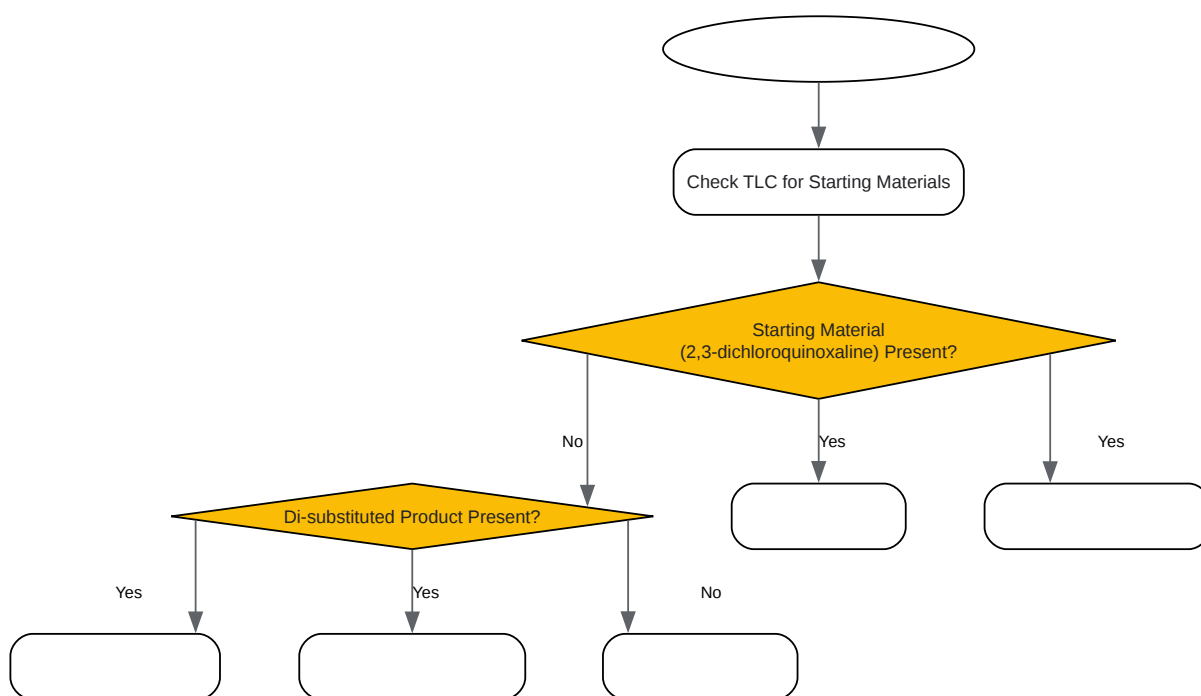 Check TLC for Starting Materials
Starting Material
(2,3-dichloroquinoxaline) Present?
No
Yes
Yes
Di-substituted Product Present?
Yes
Yes
No